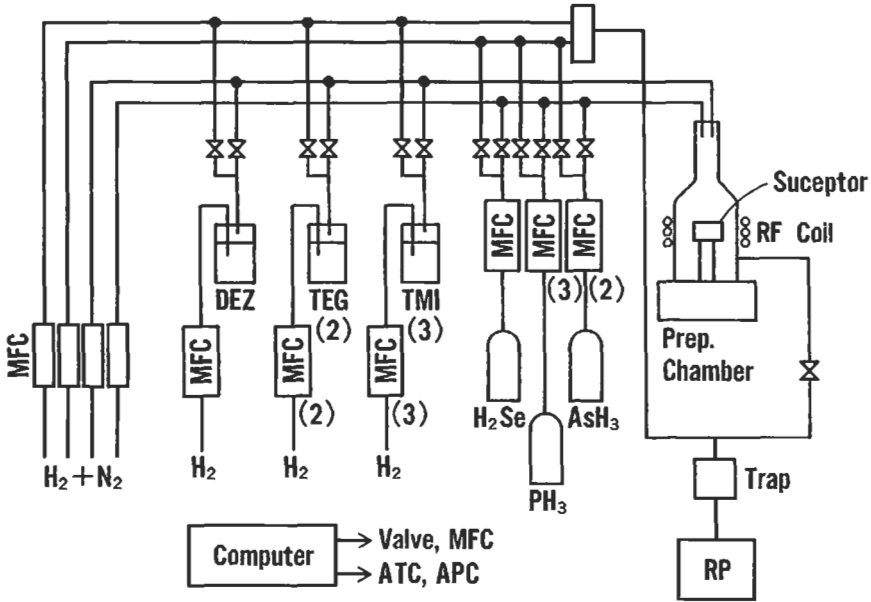 Suceptor
RF Coil
MFC
MFC
MFC
DEZ
TEG
TMI
(3)
(2)
(2)
(3)
Prep.
Chamber
MFC
MFC
MFC
MFC
(2)
(3)
H₂Se
AsH₃
H₂+N₂
H₂
H₂
H₂
PH₃
Trap
Computer
Valve, MFC
ATC, APC
RP